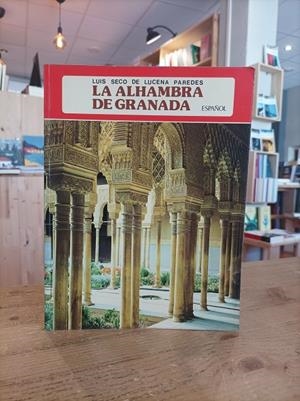 LUIS SECO DE LUCENA PAREDES
LA ALHAMBRA
DE GRANADA ESPAÑOL